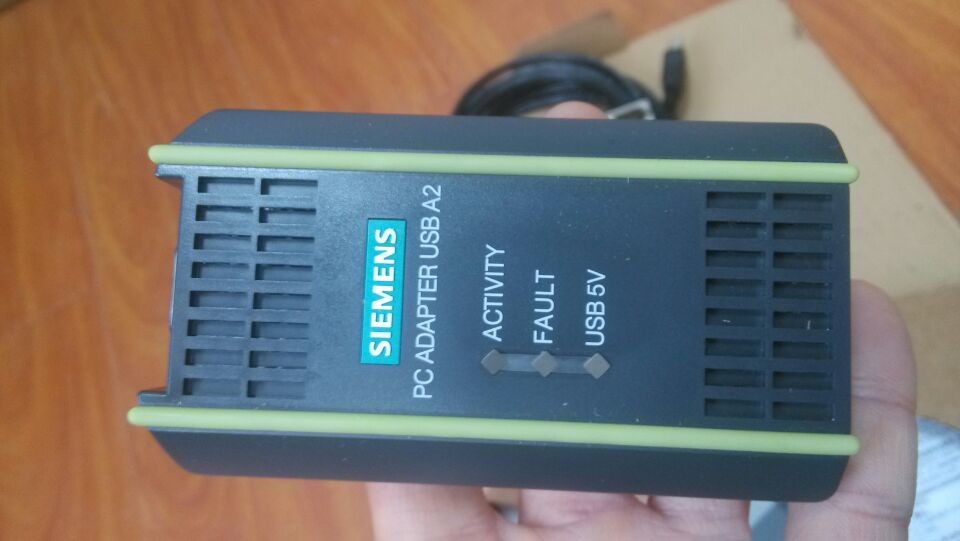 SIEMENS
PC ADAPTER USB A2
ACTIVITY
FAULT
USB 5V